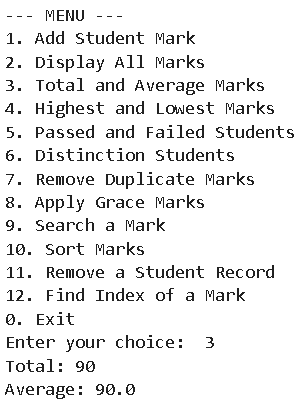 --- MENU ---
1. Add Student Mark
2. Display All Marks
3. Total and Average Marks
4. Highest and Lowest Marks
5. Passed and Failed Students
6. Distinction Students
7. Remove Duplicate Marks
8. Apply Grace Marks
9. Search a Mark
10. Sort Marks
11. Remove a Student Record
12. Find Index of a Mark
0. Exit
Enter your choice:  3
Total: 90
Average: 90.0